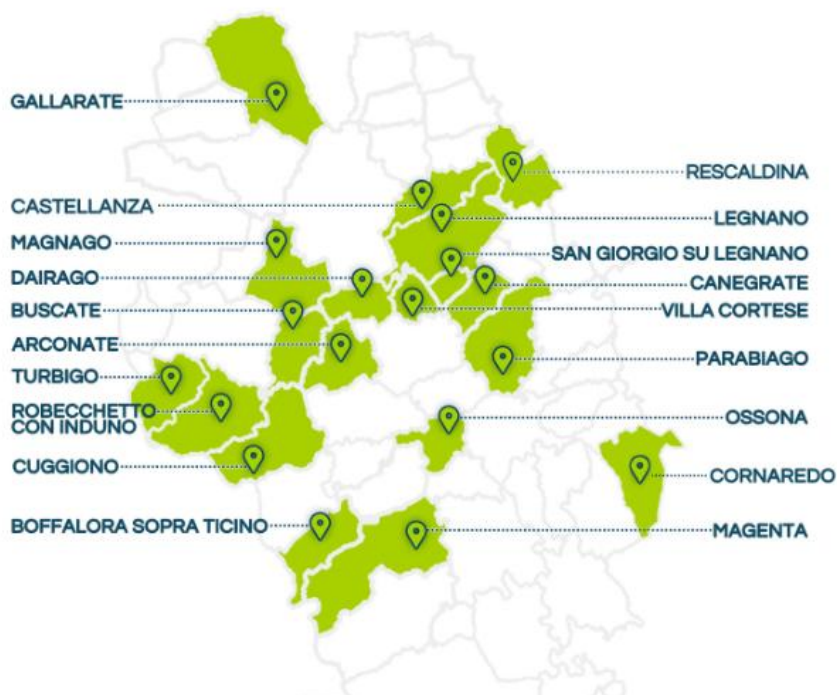 GALLARATE
CASTELLANZA
MAGNAGO
DAIRAGO
BUSCATE
ARCONATE
TURBIGO
ROBECCHETTO
CON INDUNO
CUGGIONO
BOFFALORA SOPRA TICINO
RESCALDINA
LEGNANO
SAN GIORGIO SU LEGNANO
CANEGRATE
VILLA CORTESE
PARABIAGO
OSSONA
CORNAREDO
MAGENTA